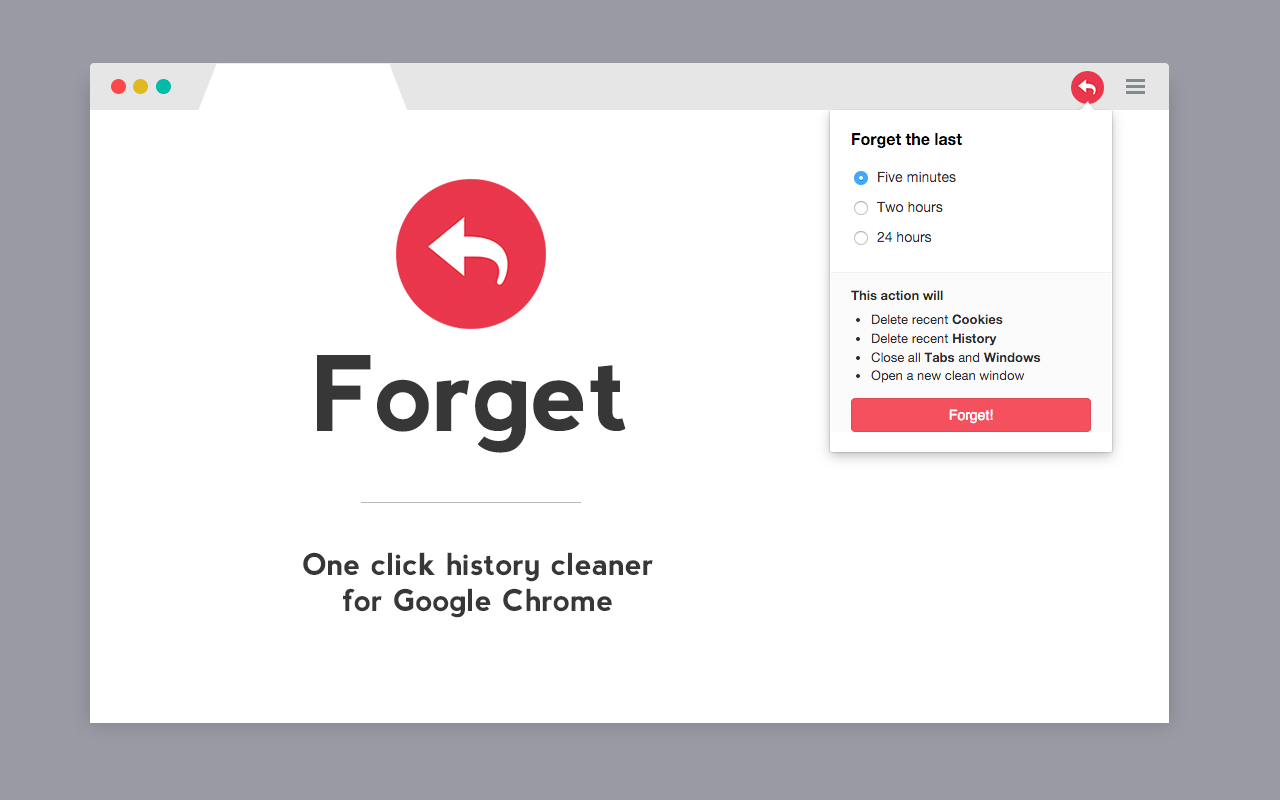 Forget
One click history cleaner
for Google Chrome
Forget the last
Five minutes
Two hours
24 hours
This action will
Delete recent Cookies
Delete recent History
Close all Tabs and Windows
Open a new clean window
Forget!